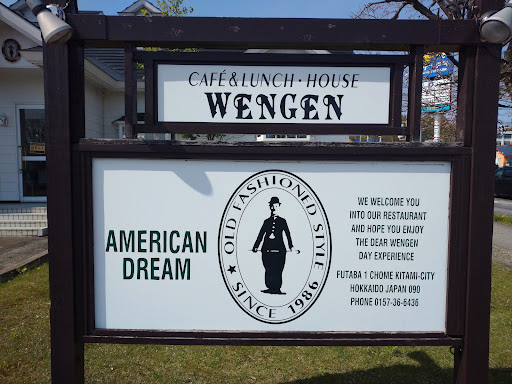 CAFÉ & LUNCH・HOUSE
WENGEN
AMERICAN
DREAM
OLD FASHIONED STYLE
★ SINCE 1986 ★
WE WELCOME YOU
INTO OUR RESTAURANT
AND HOPE YOU ENJOY
THE DEAR WENGEN
DAY EXPERIENCE
FUTABA 1 CHOME KITAMI-CITY
HOKKAIDO JAPAN 090
PHONE 0157-36-6436